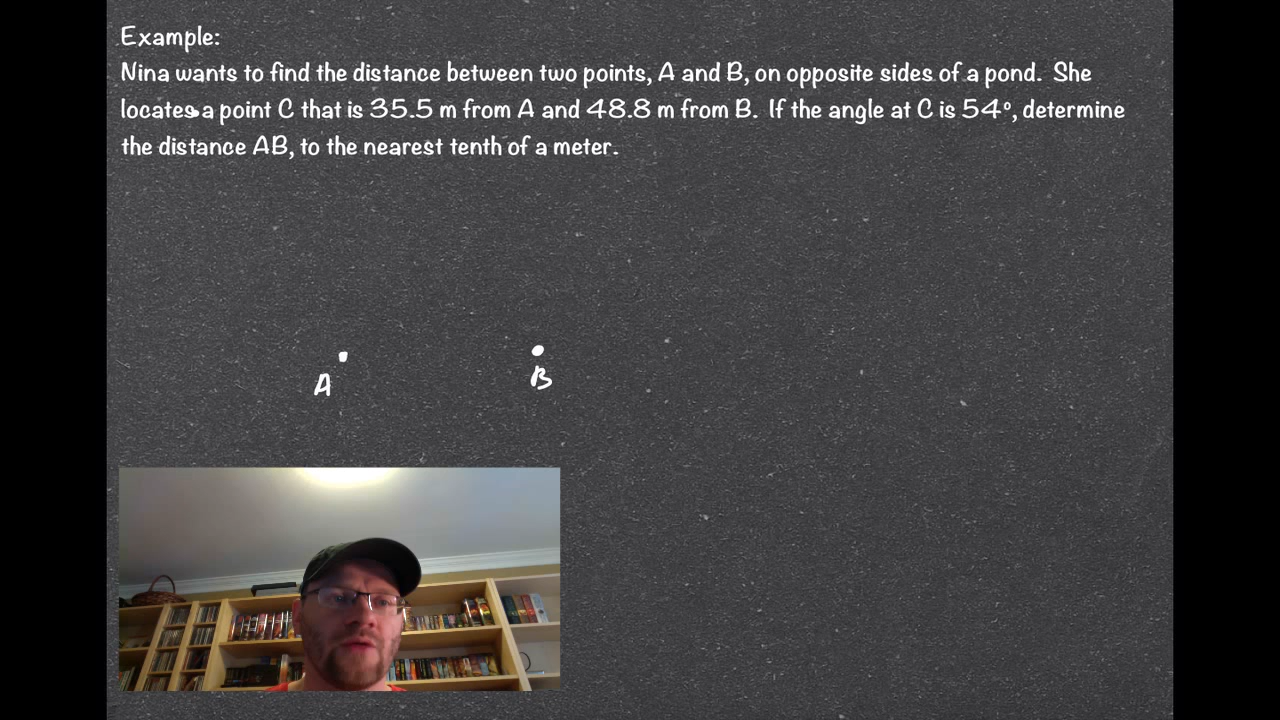 Example:
Nina wants to find the distance between two points, A and B, on opposite sides of a pond. She
locates a point C that is 35.5 m from A and 48.8 m from B. If the angle at C is 54°, determine
the distance AB, to the nearest tenth of a meter.
A
B